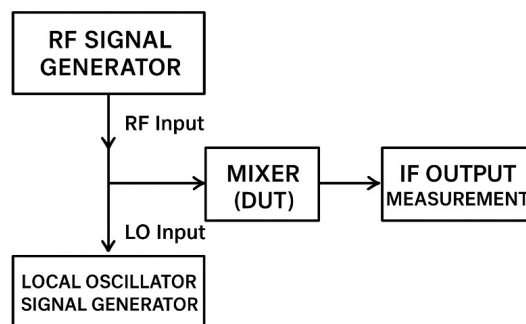 RF SIGNAL
GENERATOR
RF Input
MIXER
(DUT)
IF OUTPUT
MEASUREMENT
LO Input
LOCAL OSCILLATOR
SIGNAL GENERATOR